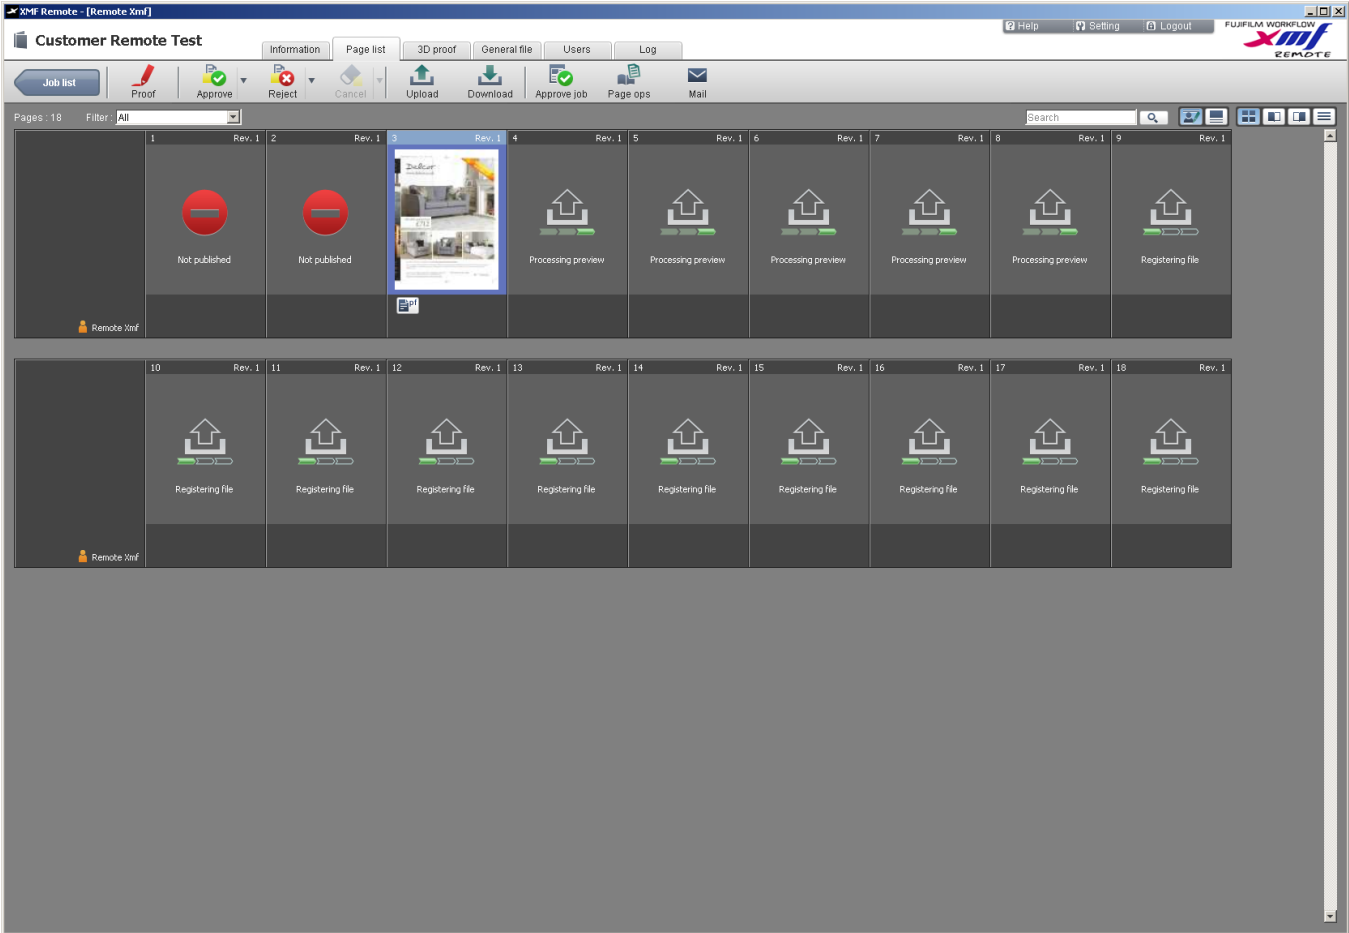 XMF Remote - [Remote Xmf]
Customer Remote Test
Help Setting Logout
FUJIFILM WORKFLOW
xmf
REMOTE
Information Page list 3D proof General file Users Log
Job list Proof Approve Reject Cancel Upload Download Approve job Page ops Mail
Pages : 18 Filter : All Search
1 Rev. 1 2 Rev. 1 3 Rev. 1 4 Rev. 1 5 Rev. 1 6 Rev. 1 7 Rev. 1 8 Rev. 1 9 Rev. 1
Not published Not published Processing preview Processing preview Processing preview Processing preview Processing preview Registering file
pf
Remote Xmf
10 Rev. 1 11 Rev. 1 12 Rev. 1 13 Rev. 1 14 Rev. 1 15 Rev. 1 16 Rev. 1 17 Rev. 1 18 Rev. 1
Registering file Registering file Registering file Registering file Registering file Registering file Registering file Registering file Registering file
Remote Xmf